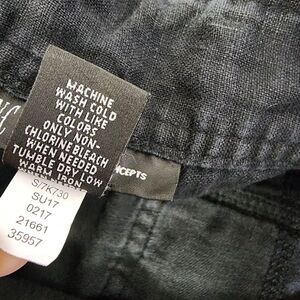 MACHINE
WASH COLD
WITH LIKE
COLORS
ONLY NON-
CHLORINE BLEACH
WHEN NEEDED
TUMBLE DRY LOW
WARM IRON
S/7K730
SU17
0217
21661
35957
NCEPTS